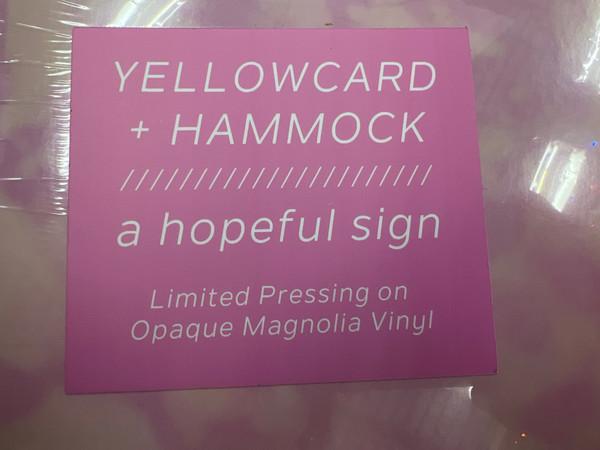 YELLOWCARD
+ HAMMOCK
///////////////////////
a hopeful sign
Limited Pressing on
Opaque Magnolia Vinyl